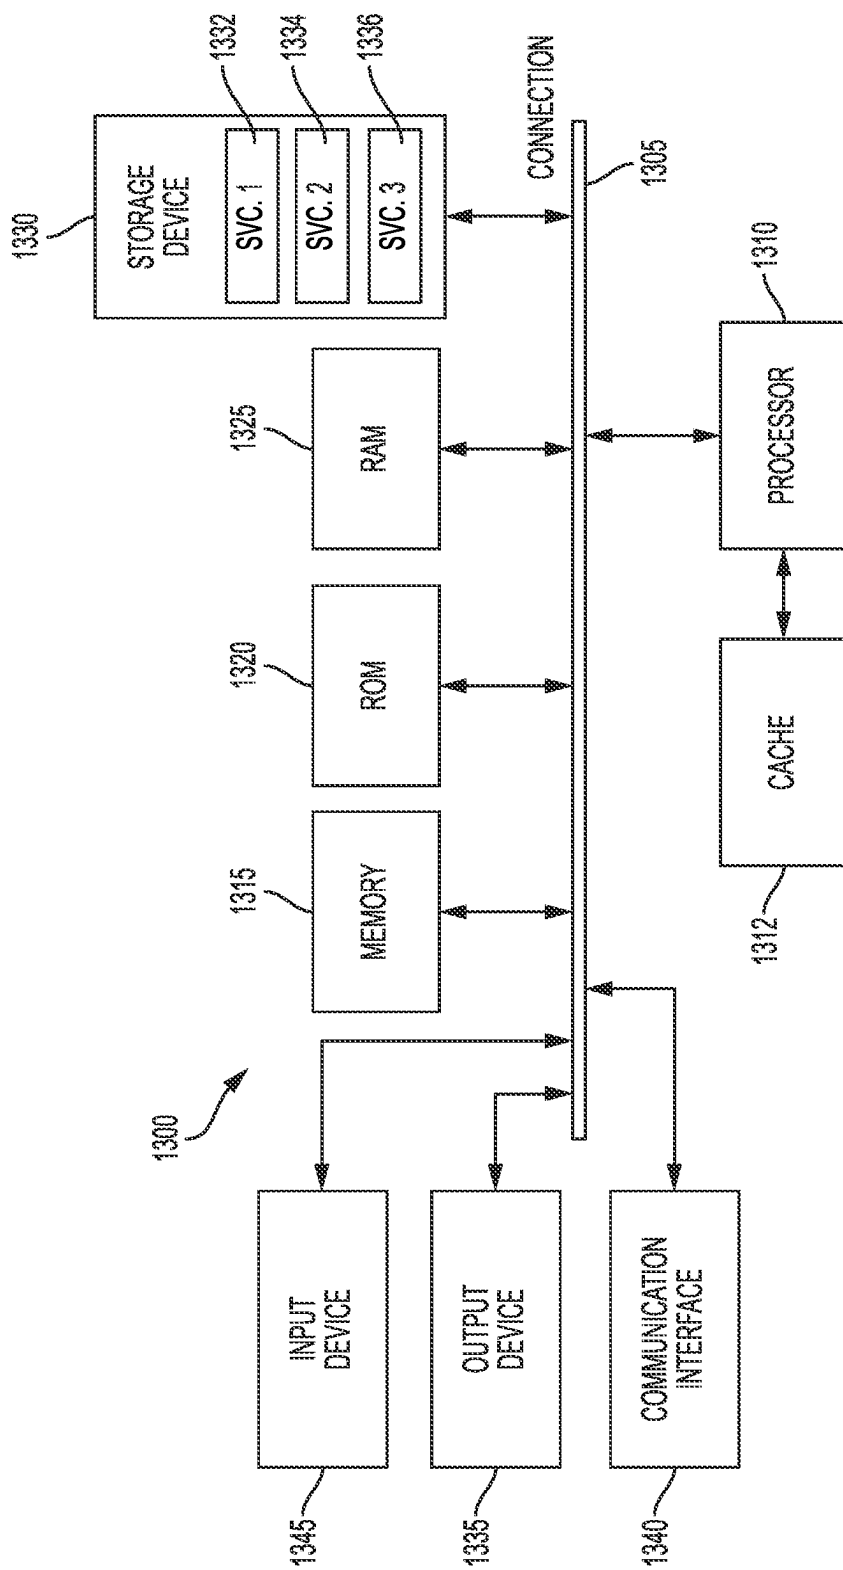 1300
1345
INPUT
DEVICE
1335
OUTPUT
DEVICE
1340
COMMUNICATION
INTERFACE
1315
MEMORY
1320
ROM
1325
RAM
1330
STORAGE
DEVICE
SVC. 1
1332
SVC. 2
1334
SVC. 3
1336
CONNECTION
1305
1312
CACHE
1310
PROCESSOR